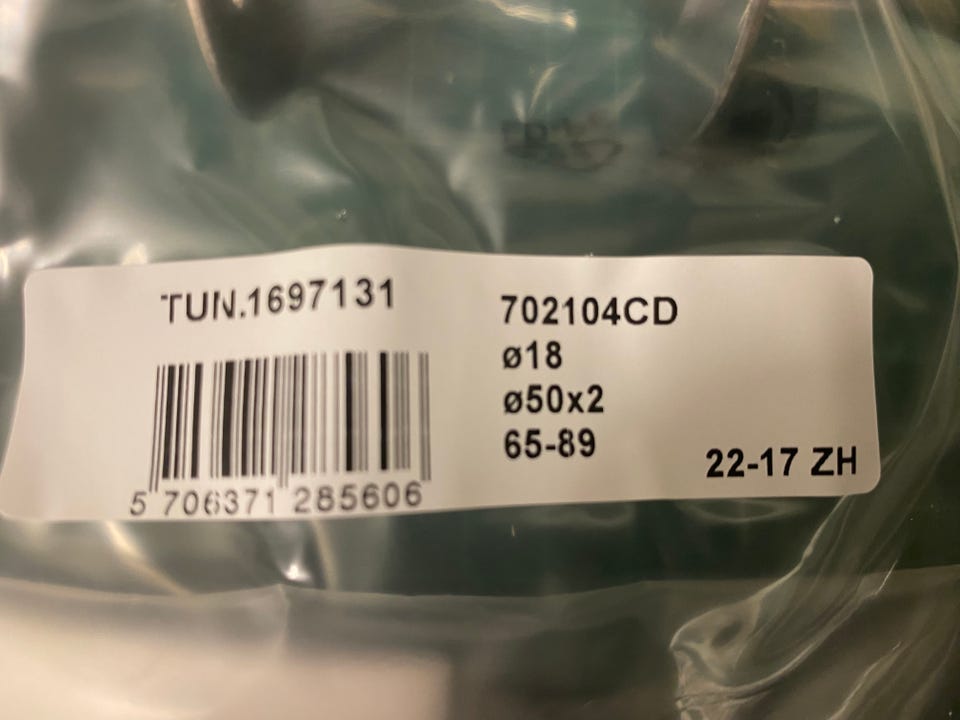 TUN.1697131
5 706371 285606
702104CD
ø18
ø50x2
65-89
22-17 ZH